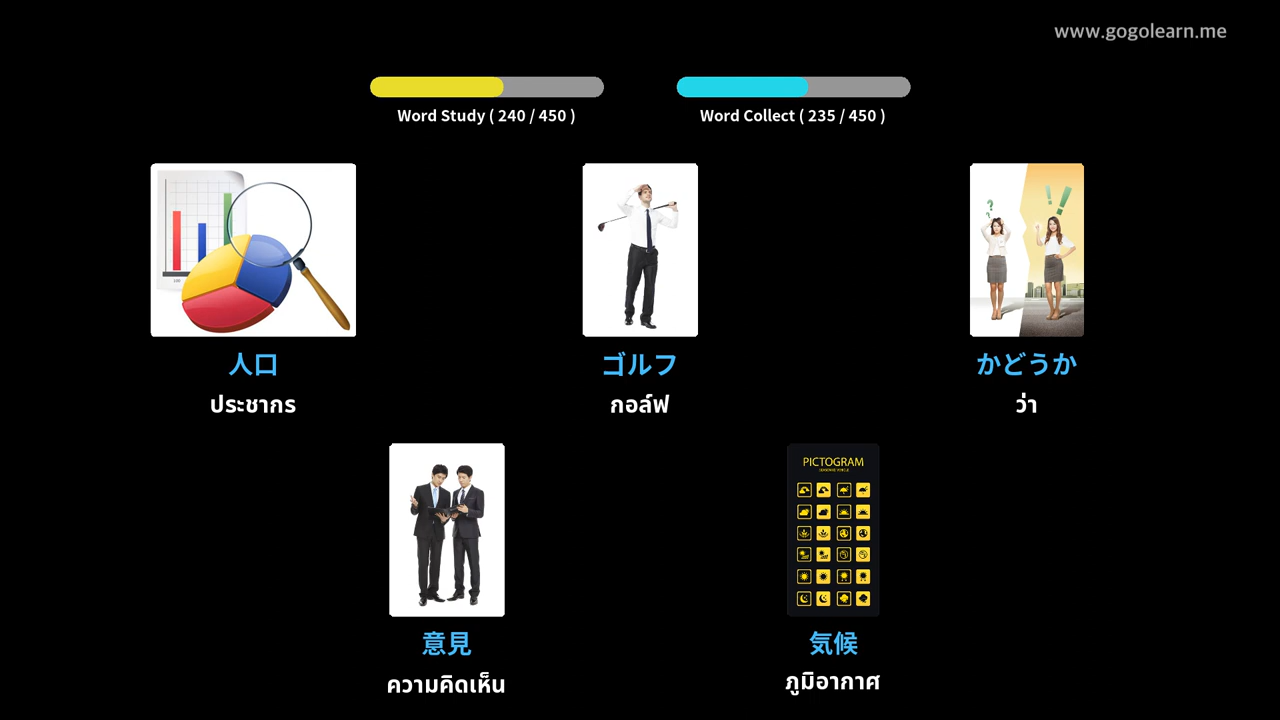 www.gogolearn.me
Word Study ( 240 / 450 )
Word Collect ( 235 / 450 )
人口
ประชากร
ゴルフ
กอล์ฟ
かどうか
ว่า
PICTOGRAM
意見
ความคิดเห็น
気候
ภูมิอากาศ